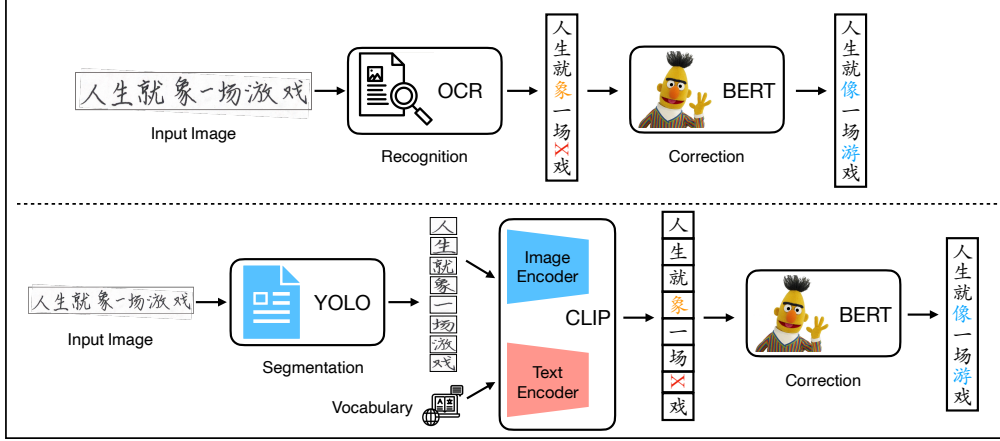 人生就象一场戏
Input Image
OCR
Recognition
人生就象一场X戏
BERT
Correction
人生就像一场游戏
人生就象一场戏
Input Image
YOLO
Segmentation
人生就象一场戏
Vocabulary
Image
Encoder
CLIP
Text
Encoder
人生就象一场X戏
BERT
Correction
人生就像一场游戏